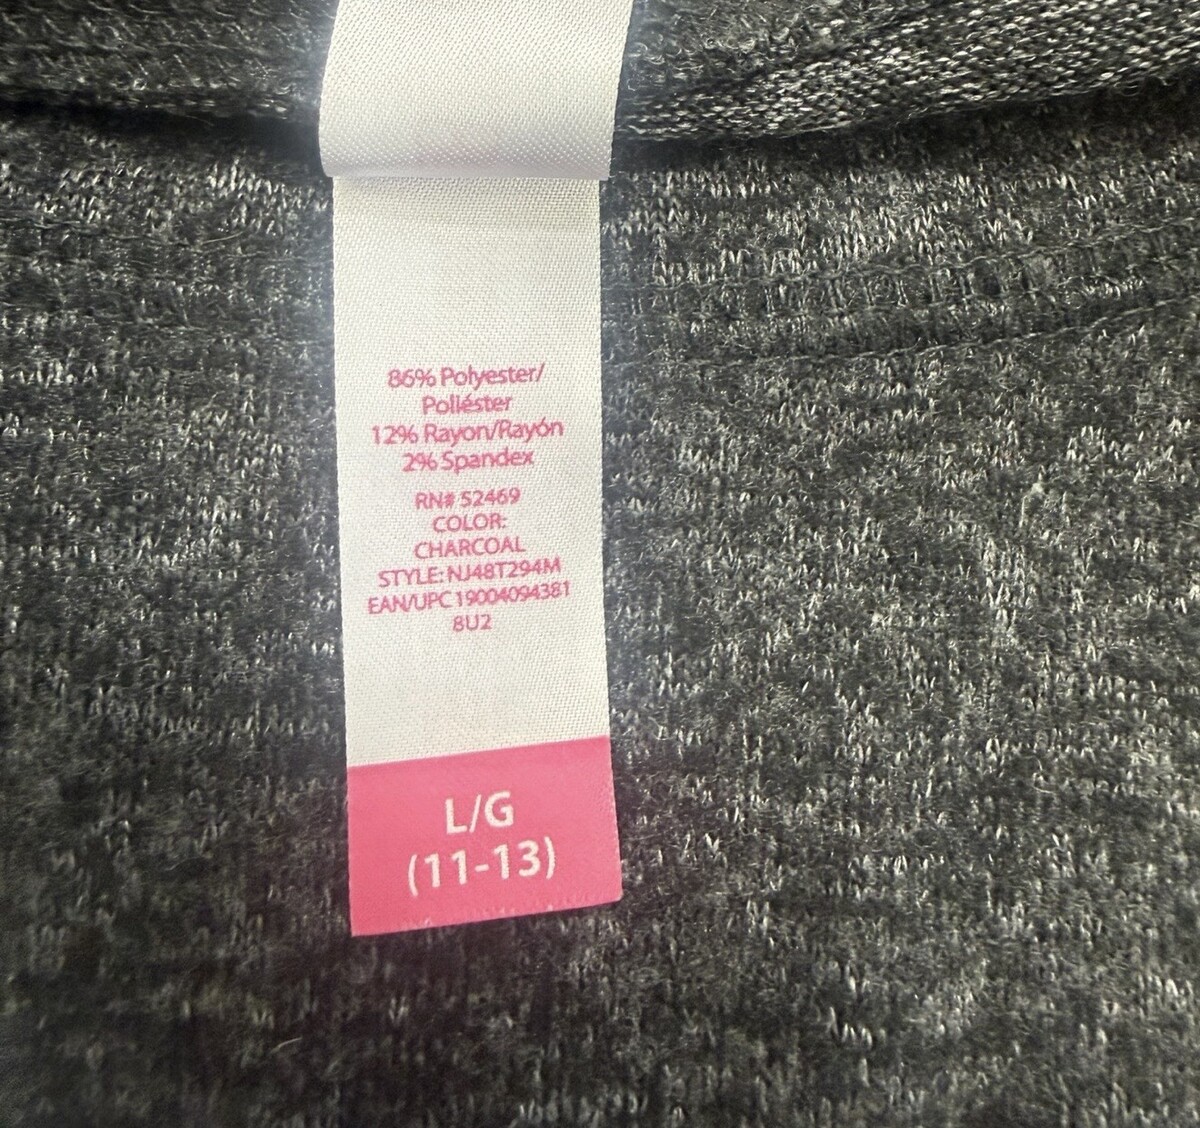 86% Polyester/
Poliéster
12% Rayon/Rayón
2% Spandex
RN# 52469
COLOR:
CHARCOAL
STYLE: NJ48T294M
EAN/UPC 19004094381
8U2
L/G
(11-13)